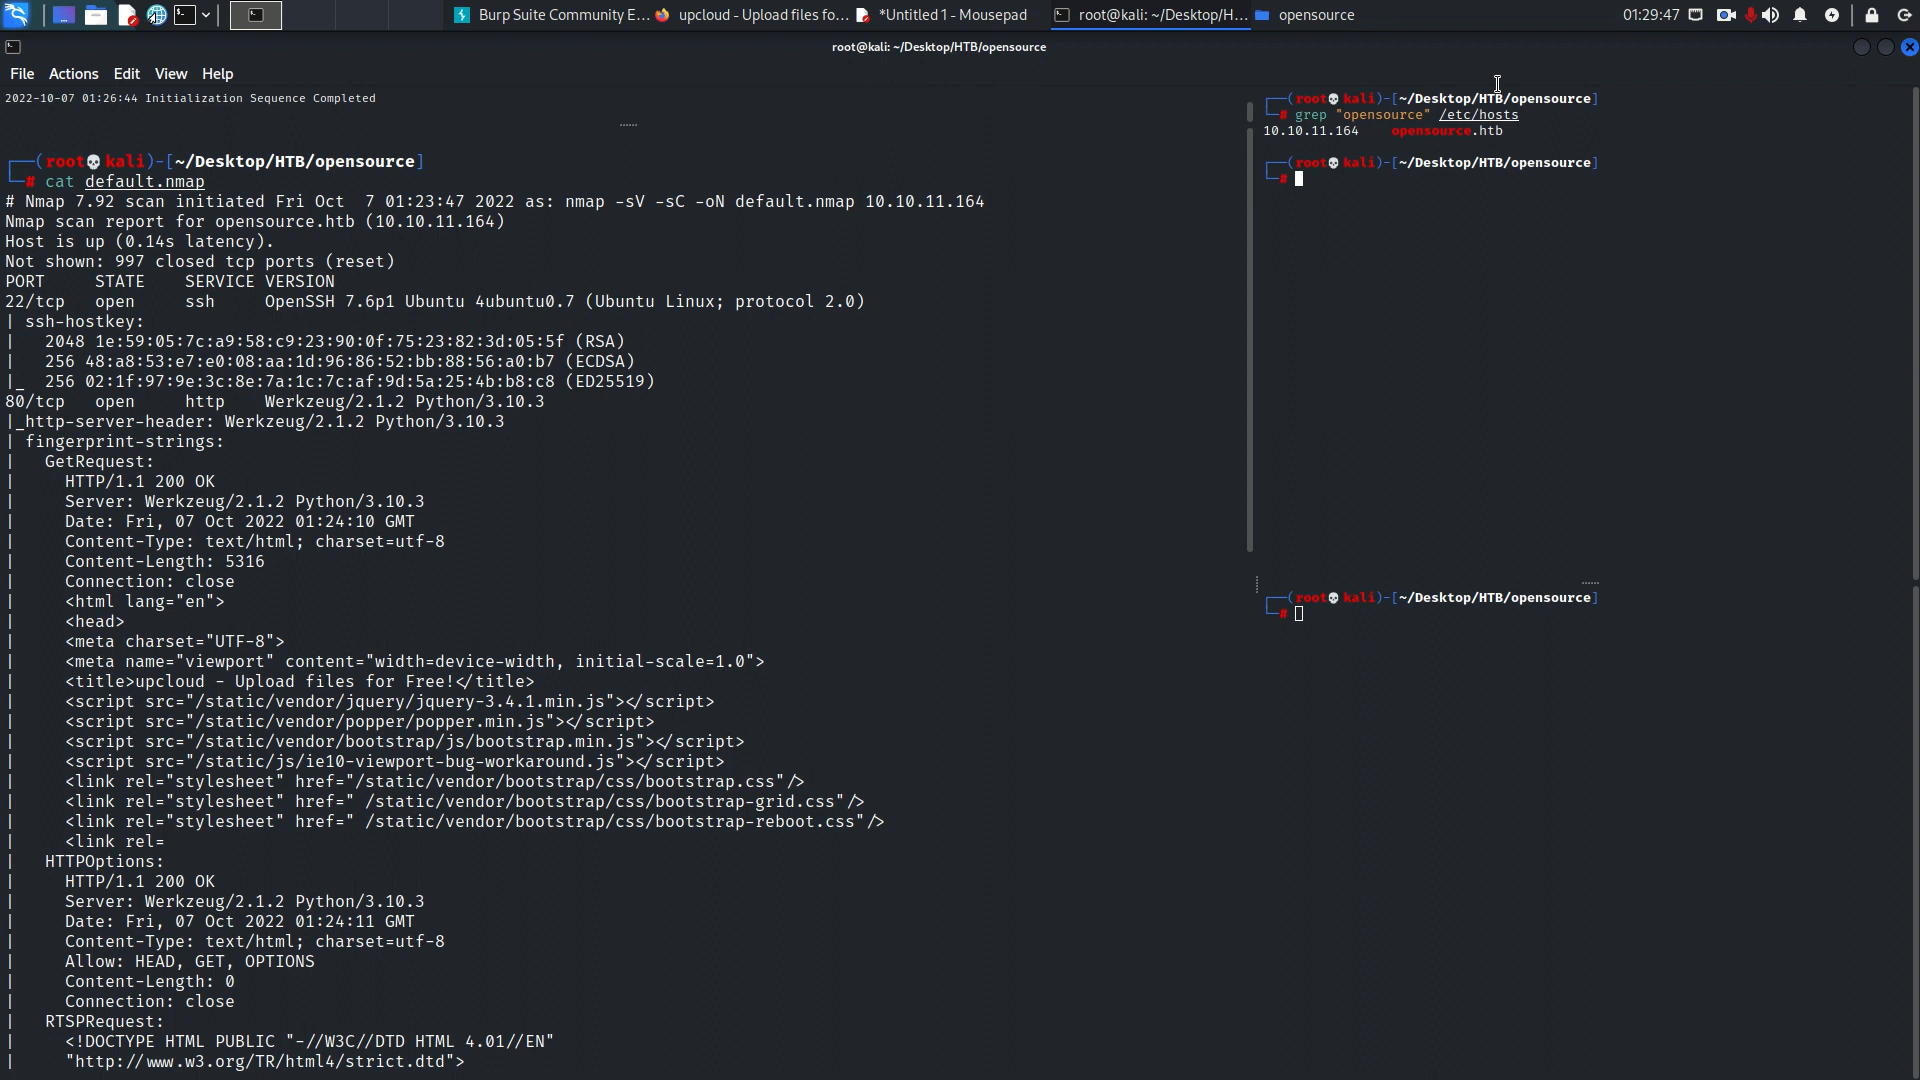 Burp Suite Community E...
upcloud - Upload files fo...
*Untitled 1 - Mousepad
root@kali: ~/Desktop/H...
opensource
01:29:47
root@kali: ~/Desktop/HTB/opensource
File Actions Edit View Help
2022-10-07 01:26:44 Initialization Sequence Completed
┌──(root💀kali)-[~/Desktop/HTB/opensource]
└─# cat default.nmap
# Nmap 7.92 scan initiated Fri Oct  7 01:23:47 2022 as: nmap -sV -sC -oN default.nmap 10.10.11.164
Nmap scan report for opensource.htb (10.10.11.164)
Host is up (0.14s latency).
Not shown: 997 closed tcp ports (reset)
PORT     STATE    SERVICE VERSION
22/tcp   open     ssh     OpenSSH 7.6p1 Ubuntu 4ubuntu0.7 (Ubuntu Linux; protocol 2.0)
| ssh-hostkey:
|   2048 1e:59:05:7c:a9:58:c9:23:90:0f:75:23:82:3d:05:5f (RSA)
|   256 48:a8:53:e7:e0:08:aa:1d:96:86:52:bb:88:56:a0:b7 (ECDSA)
|_  256 02:1f:97:9e:3c:8e:7a:1c:7c:af:9d:5a:25:4b:b8:c8 (ED25519)
80/tcp   open     http    Werkzeug/2.1.2 Python/3.10.3
|_http-server-header: Werkzeug/2.1.2 Python/3.10.3
| fingerprint-strings:
|   GetRequest:
|     HTTP/1.1 200 OK
|     Server: Werkzeug/2.1.2 Python/3.10.3
|     Date: Fri, 07 Oct 2022 01:24:10 GMT
|     Content-Type: text/html; charset=utf-8
|     Content-Length: 5316
|     Connection: close
|     <html lang="en">
|     <head>
|     <meta charset="UTF-8">
|     <meta name="viewport" content="width=device-width, initial-scale=1.0">
|     <title>upcloud - Upload files for Free!</title>
|     <script src="/static/vendor/jquery/jquery-3.4.1.min.js"></script>
|     <script src="/static/vendor/popper/popper.min.js"></script>
|     <script src="/static/vendor/bootstrap/js/bootstrap.min.js"></script>
|     <script src="/static/js/ie10-viewport-bug-workaround.js"></script>
|     <link rel="stylesheet" href="/static/vendor/bootstrap/css/bootstrap.css"/>
|     <link rel="stylesheet" href=" /static/vendor/bootstrap/css/bootstrap-grid.css"/>
|     <link rel="stylesheet" href=" /static/vendor/bootstrap/css/bootstrap-reboot.css"/>
|     <link rel=
|   HTTPOptions:
|     HTTP/1.1 200 OK
|     Server: Werkzeug/2.1.2 Python/3.10.3
|     Date: Fri, 07 Oct 2022 01:24:11 GMT
|     Content-Type: text/html; charset=utf-8
|     Allow: HEAD, GET, OPTIONS
|     Content-Length: 0
|     Connection: close
|   RTSPRequest:
|     <!DOCTYPE HTML PUBLIC "-//W3C//DTD HTML 4.01//EN"
|     "http://www.w3.org/TR/html4/strict.dtd">
┌──(root💀kali)-[~/Desktop/HTB/opensource]
└─# grep "opensource" /etc/hosts
10.10.11.164    opensource.htb
┌──(root💀kali)-[~/Desktop/HTB/opensource]
└─#
┌──(root💀kali)-[~/Desktop/HTB/opensource]
└─#